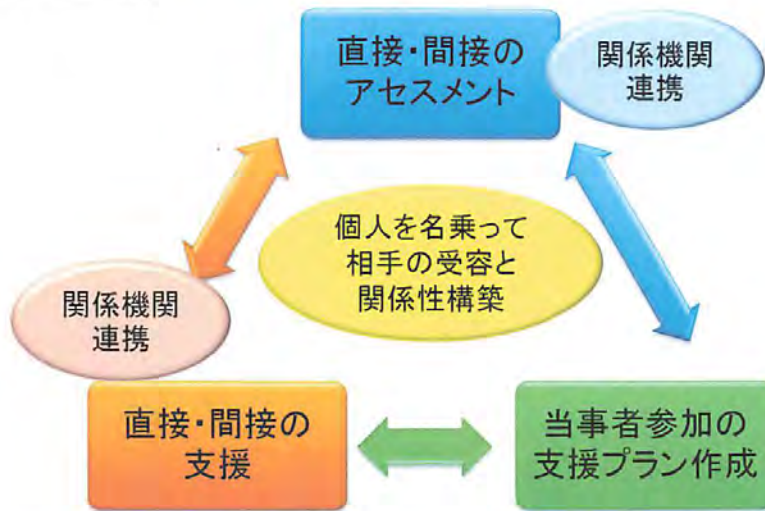 直接・間接の
アセスメント
関係機関
連携
個人を名乗って
相手の受容と
関係性構築
関係機関
連携
直接・間接の
支援
当事者参加の
支援プラン作成